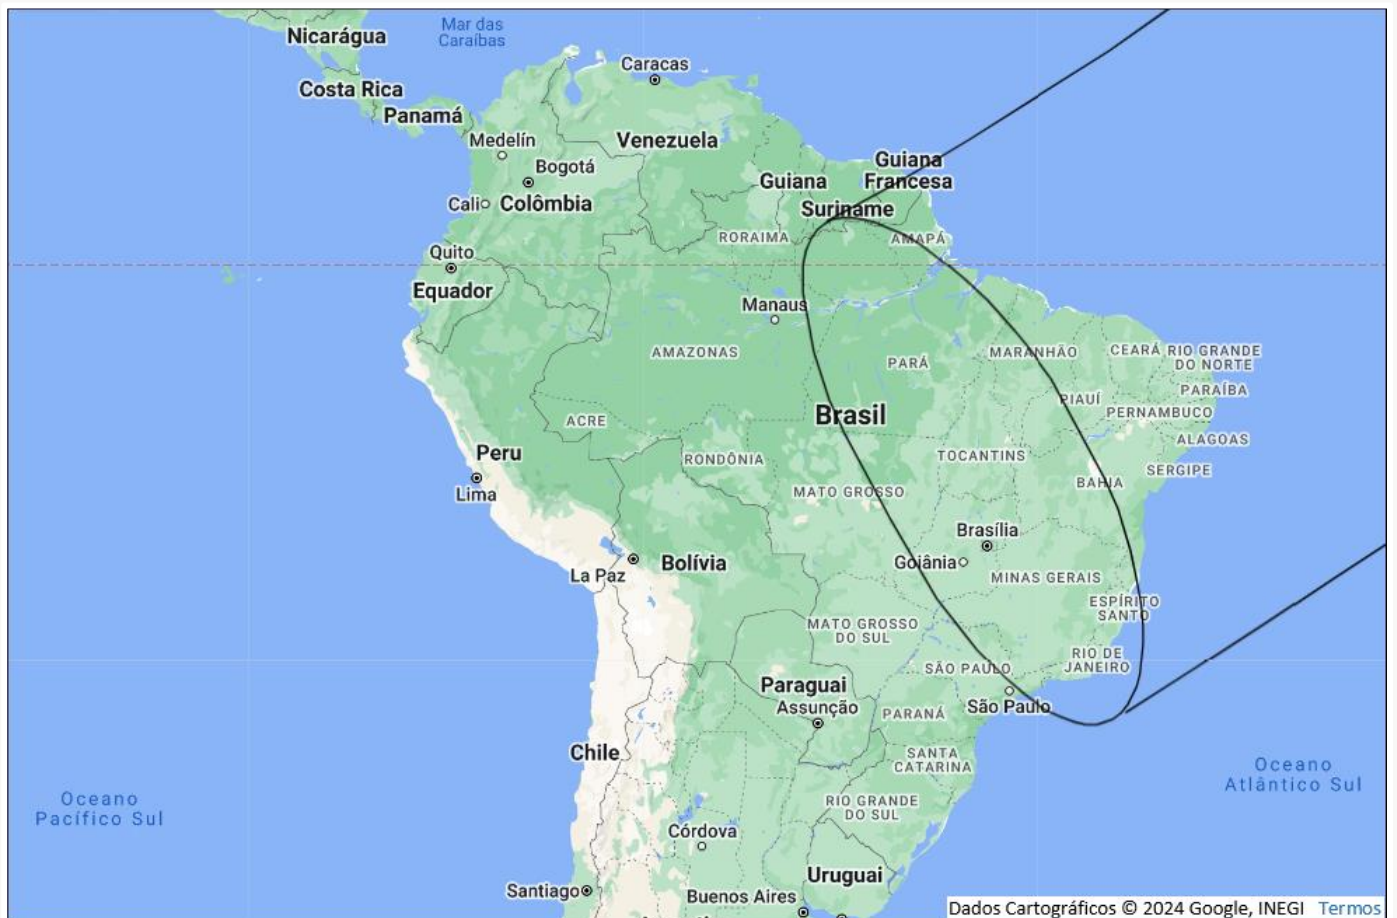 Mar das
Caraíbas
Nicarágua
Caracas
Costa Rica
Panamá
Medelín
Venezuela
Bogotá
Guiana
Francesa
Guiana
Cali
Colômbia
Suriname
RORAIMA
AMAPÁ
Quito
Equador
Manaus
AMAZONAS
PARÁ
MARANHÃO
CEARÁ
RIO GRANDE
DO NORTE
PARAÍBA
PIAUÍ
PERNAMBUCO
Brasil
ACRE
ALAGOAS
Peru
RONDÔNIA
TOCANTINS
SERGIPE
BAHIA
Lima
MATO GROSSO
Brasília
Goiânia
Bolívia
La Paz
MINAS GERAIS
ESPÍRITO
SANTO
MATO GROSSO
DO SUL
RIO DE
JANEIRO
SÃO PAULO
Paraguai
Assunção
São Paulo
PARANÁ
Chile
SANTA
CATARINA
Oceano
Atlântico Sul
Oceano
Pacífico Sul
RIO GRANDE
DO SUL
Córdova
Uruguai
Santiago
Buenos Aires
Dados Cartográficos © 2024 Google, INEGI Termos